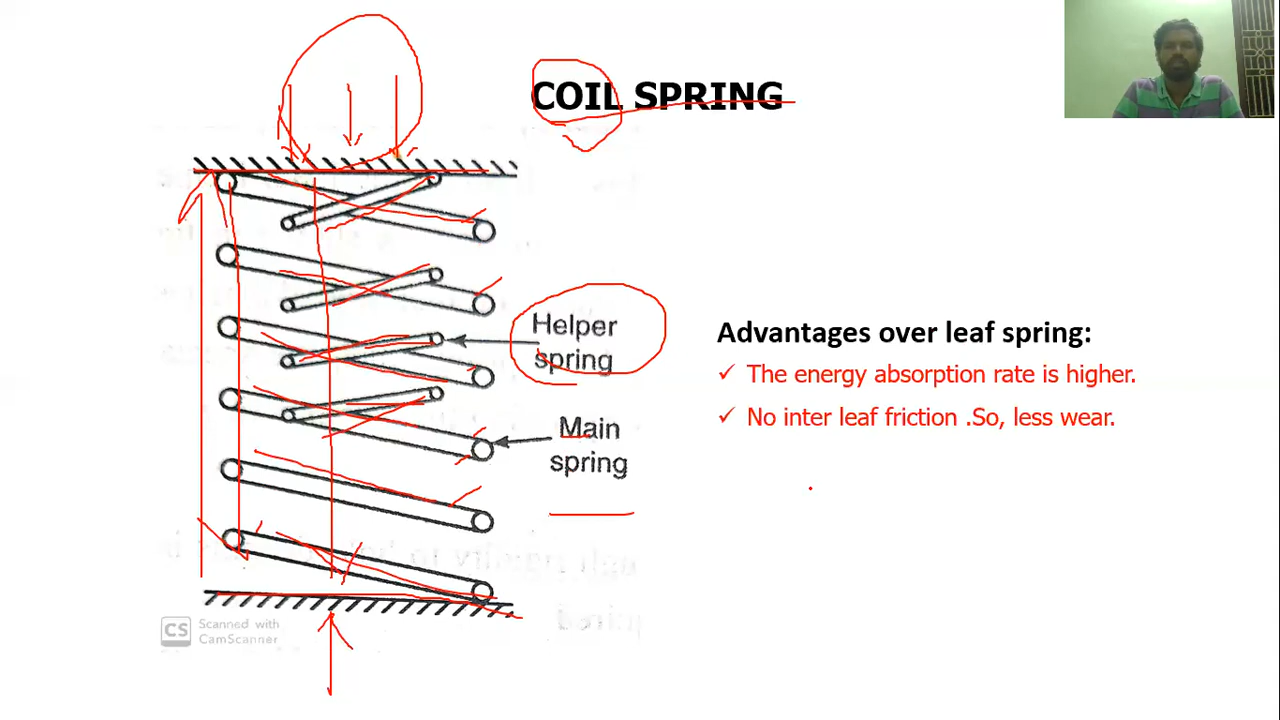 COIL SPRING
Helper
spring
Main
spring
Advantages over leaf spring:
✓ The energy absorption rate is higher.
✓ No inter leaf friction .So, less wear.
CS Scanned with
CamScanner